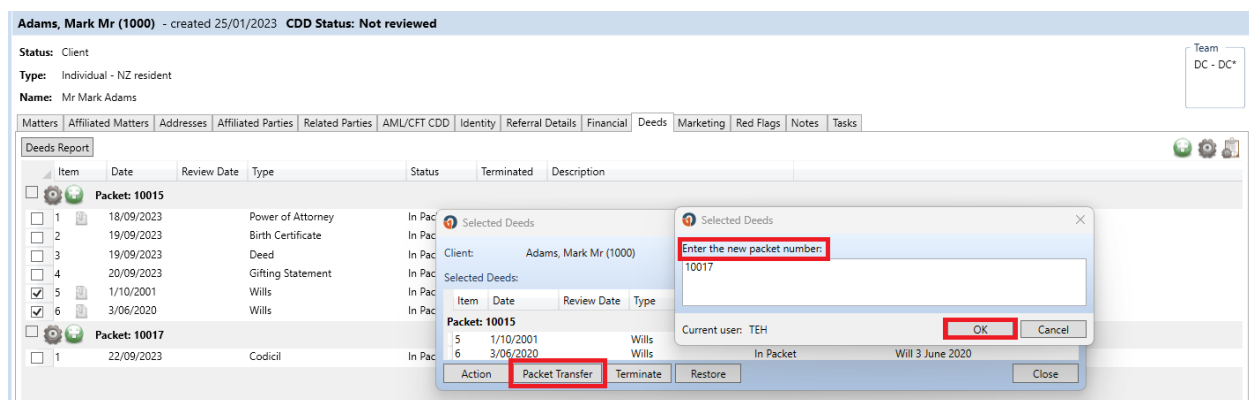 Adams, Mark Mr (1000) - created 25/01/2023 CDD Status: Not reviewed
Status: Client
Team
DC - DC*
Type: Individual - NZ resident
Name: Mr Mark Adams
Matters Affiliated Matters Addresses Affiliated Parties Related Parties AML/CFT CDD Identity Referral Details Financial Deeds Marketing Red Flags Notes Tasks
Deeds Report
Item Date Review Date Type Status Terminated Description
Packet: 10015
1 18/09/2023 Power of Attorney In Pac
2 19/09/2023 Birth Certificate In Pac
3 19/09/2023 Deed In Pac
4 20/09/2023 Gifting Statement In Pac
5 1/10/2001 Wills In Pac
6 3/06/2020 Wills In Pac
Packet: 10017
1 22/09/2023 Codicil In Pac
Selected Deeds
Client: Adams, Mark Mr (1000)
Selected Deeds:
Item Date Review Date Type
Packet: 10015
5 1/10/2001 Wills
6 3/06/2020 Wills In Packet Will 3 June 2020
Action Packet Transfer Terminate Restore Close
Selected Deeds
Enter the new packet number:
10017
Current user: TEH OK Cancel